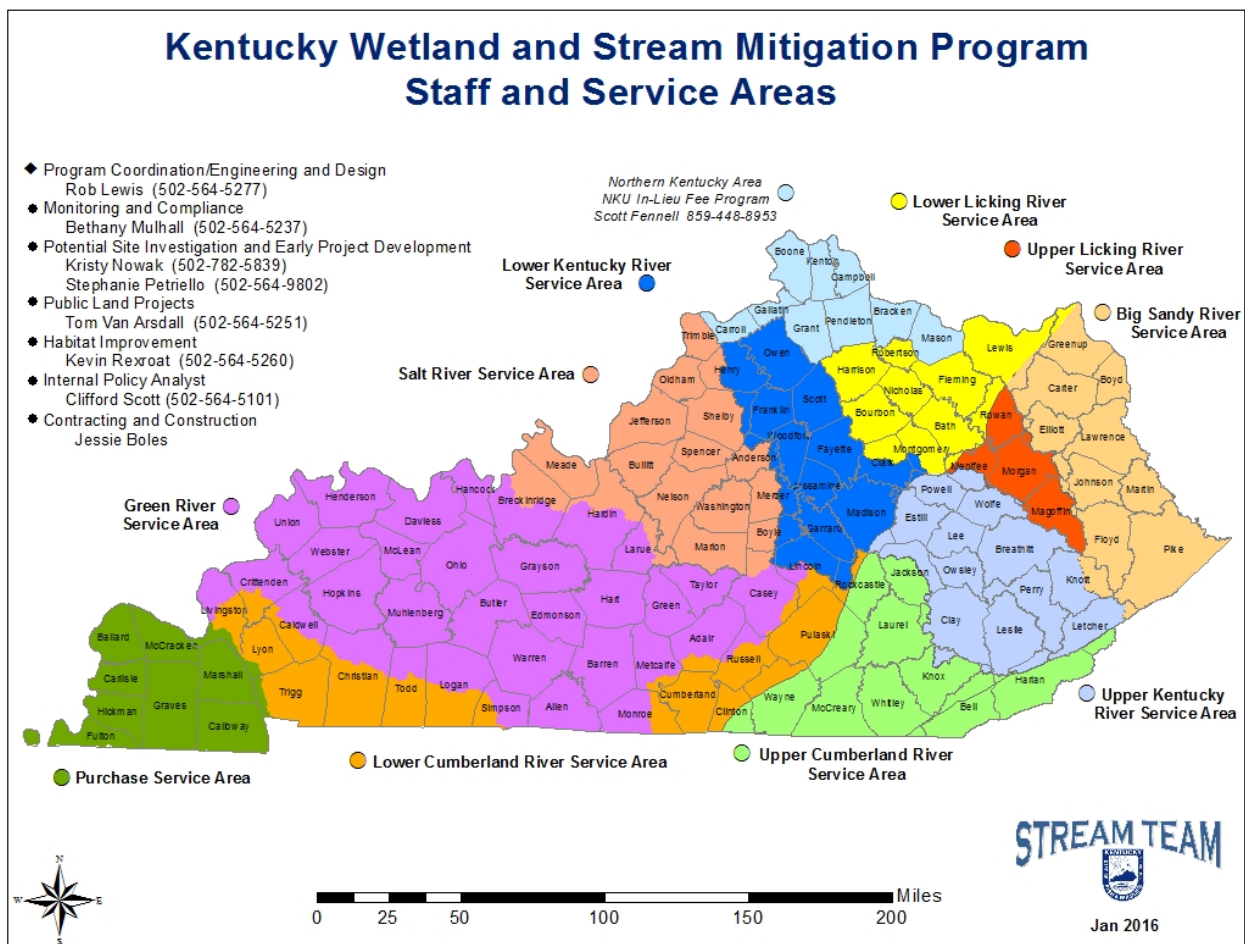 Kentucky Wetland and Stream Mitigation Program
Staff and Service Areas
Program Coordination/Engineering and Design
Rob Lewis (502-564-5277)
Monitoring and Compliance
Bethany Mulhall (502-564-5237)
Potential Site Investigation and Early Project Development
Kristy Nowak (502-782-5839)
Stephanie Petriello (502-564-9802)
Public Land Projects
Tom Van Arsdall (502-564-5251)
Habitat Improvement
Kevin Rexroat (502-564-5260)
Internal Policy Analyst
Clifford Scott (502-564-5101)
Contracting and Construction
Jessie Boles
Northern Kentucky Area
NKU In-Lieu Fee Program
Scott Fennell 859-448-8953
Lower Licking River
Service Area
Upper Licking River
Service Area
Lower Kentucky River
Service Area
Big Sandy River
Service Area
Salt River Service Area
Green River
Service Area
Boone
Kenton
Campbell
Gallatin
Carroll
Grant
Pendleton
Bracken
Mason
Trimble
Owen
Henry
Lewis
Greenup
Robertson
Harrison
Nicholas
Fleming
Carter
Boyd
Oldham
Shelby
Franklin
Scott
Bourbon
Bath
Rowan
Elliott
Lawrence
Jefferson
Spencer
Anderson
Woodford
Fayette
Montgomery
Clark
Menifee
Morgan
Johnson
Martin
Meade
Bullitt
Nelson
Washington
Mercer
Jessamine
Madison
Powell
Wolfe
Magoffin
Floyd
Pike
Hancock
Breckinridge
Hardin
Henderson
Union
Daviess
Webster
McLean
Ohio
Grayson
Larue
Marion
Boyle
Garrard
Lincoln
Estill
Lee
Breathitt
Owsley
Perry
Knott
Crittenden
Hopkins
Muhlenberg
Butler
Edmonson
Hart
Green
Taylor
Casey
Rockcastle
Jackson
Livingston
Caldwell
Lyon
Trigg
Christian
Todd
Logan
Simpson
Warren
Allen
Barren
Metcalfe
Monroe
Adair
Russell
Cumberland
Clinton
Pulaski
Laurel
Clay
Leslie
Letcher
Wayne
McCreary
Whitley
Knox
Bell
Harlan
Ballard
McCracken
Carlisle
Marshall
Hickman
Graves
Fulton
Calloway
Upper Kentucky
River Service Area
Purchase Service Area
Lower Cumberland River Service Area
Upper Cumberland River
Service Area
STREAM TEAM
KENTUCKY
Jan 2016
N
W
E
S
Miles
0 25 50 100 150 200